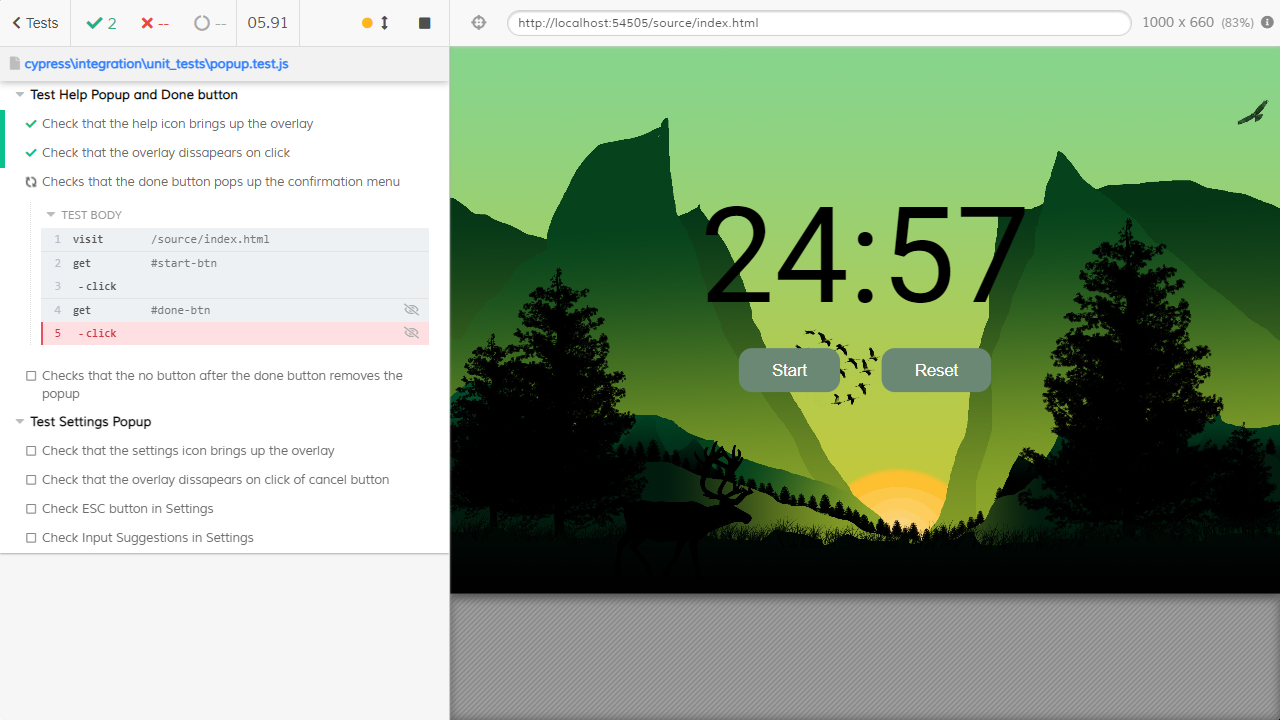 Tests 2 -- -- 05.91
http://localhost:54505/source/index.html 1000 x 660 (83%)
cypress\integration\unit_tests\popup.test.js
Test Help Popup and Done button
Check that the help icon brings up the overlay
Check that the overlay dissapears on click
Checks that the done button pops up the confirmation menu
TEST BODY
1 visit /source/index.html
2 get #start-btn
3 -click
4 get #done-btn
5 -click
Checks that the no button after the done button removes the
popup
Test Settings Popup
Check that the settings icon brings up the overlay
Check that the overlay dissapears on click of cancel button
Check ESC button in Settings
Check Input Suggestions in Settings
24:57
Start Reset